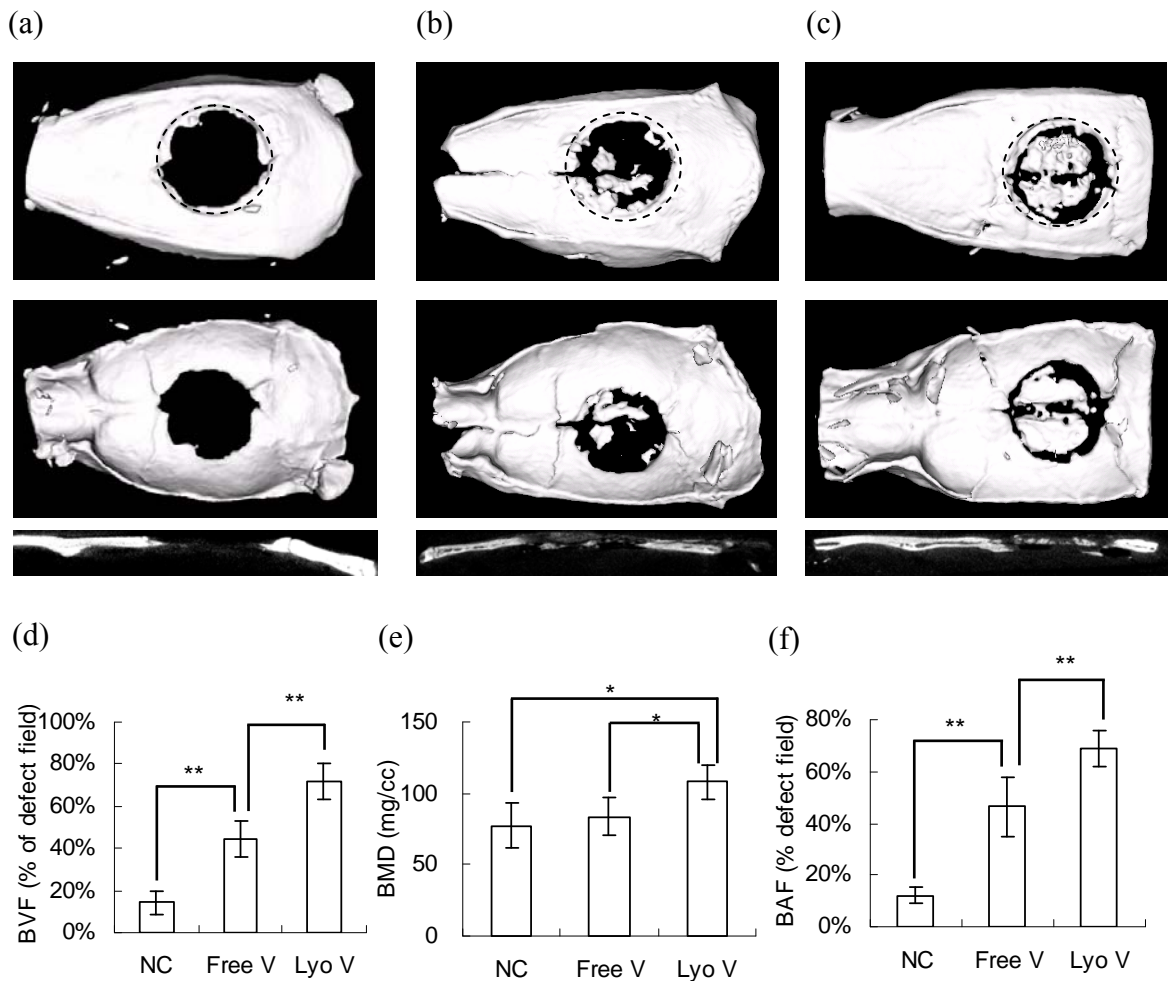 (a)
(b)
(c)
(d)
(e)
(f)
BVF (% of defect field)
100%
80%
60%
40%
20%
0%
**
**
NC
Free V
Lyo V
BMD (mg/cc)
150
100
50
0
*
*
NC
Free V
Lyo V
BAF (% defect field)
80%
60%
40%
20%
0%
**
**
NC
Free V
Lyo V